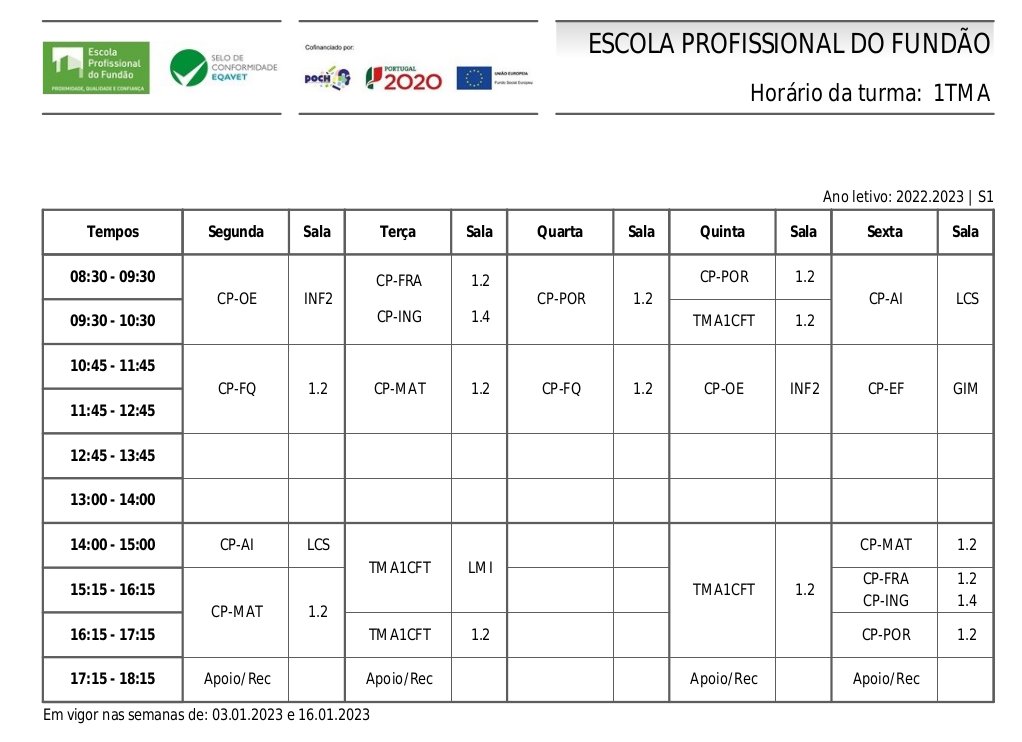 Escola
Profissional
do Fundão
PROXIMIDADE, QUALIDADE E CONFIANÇA
SELO DE
CONFORMIDADE
EQAVET
Cofinanciado por:
POCH
PORTUGAL
2020
UNIÃO EUROPEIA
Fundo Social Europeu
ESCOLA PROFISSIONAL DO FUNDÃO
Horário da turma: 1TMA
Ano letivo: 2022.2023 | S1
Tempos Segunda Sala Terça Sala Quarta Sala Quinta Sala Sexta Sala
08:30 - 09:30 CP-OE INF2 CP-FRA 1.2 CP-POR 1.2 CP-POR 1.2 CP-AI LCS
09:30 - 10:30 CP-ING 1.4 TMA1CFT 1.2
10:45 - 11:45 CP-FQ 1.2 CP-MAT 1.2 CP-FQ 1.2 CP-OE INF2 CP-EF GIM
11:45 - 12:45
12:45 - 13:45
13:00 - 14:00
14:00 - 15:00 CP-AI LCS TMA1CFT LMI TMA1CFT 1.2 CP-MAT 1.2
15:15 - 16:15 CP-MAT 1.2 CP-FRA 1.2
CP-ING 1.4
16:15 - 17:15 TMA1CFT 1.2 CP-POR 1.2
17:15 - 18:15 Apoio/Rec Apoio/Rec Apoio/Rec Apoio/Rec
Em vigor nas semanas de: 03.01.2023 e 16.01.2023